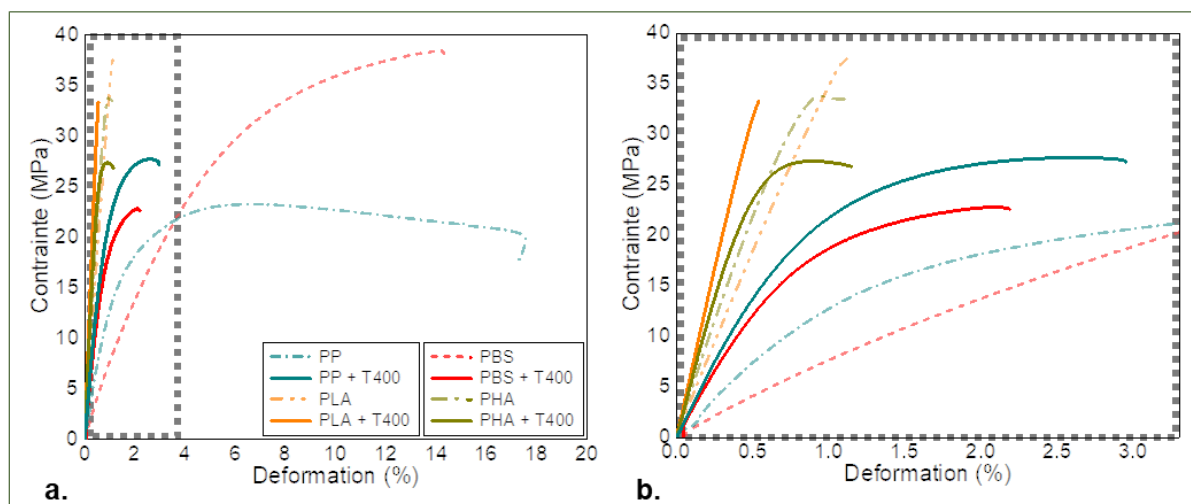 40
35
30
25
20
15
10
5
0
Contrainte (MPa)
0 2 4 6 8 10 12 14 16 18 20
Deformation (%)
PP
PP + T400
PLA
PLA + T400
PBS
PBS + T400
PHA
PHA + T400
a.
40
35
30
25
20
15
10
5
0
Contrainte (MPa)
0.0 0.5 1.0 1.5 2.0 2.5 3.0
Deformation (%)
b.